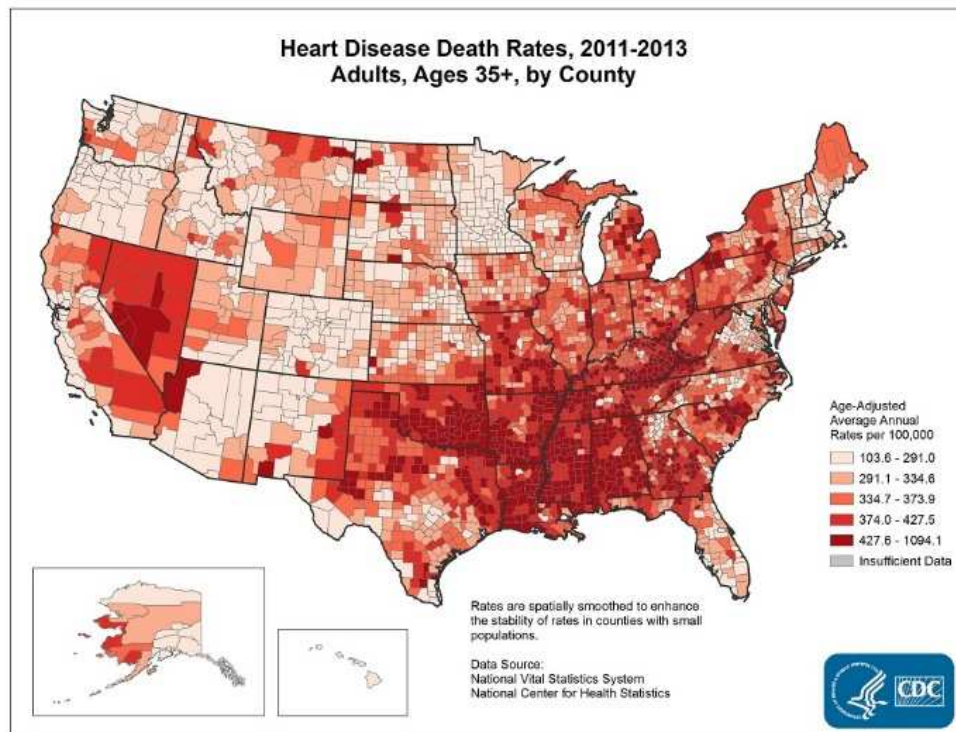 Heart Disease Death Rates, 2011-2013
Adults, Ages 35+, by County
Age-Adjusted
Average Annual
Rates per 100,000
103.6 - 291.0
291.1 - 334.6
334.7 - 373.9
374.0 - 427.5
427.6 - 1094.1
Insufficient Data
Rates are spatially smoothed to enhance
the stability of rates in counties with small
populations.
Data Source:
National Vital Statistics System
National Center for Health Statistics
CDC